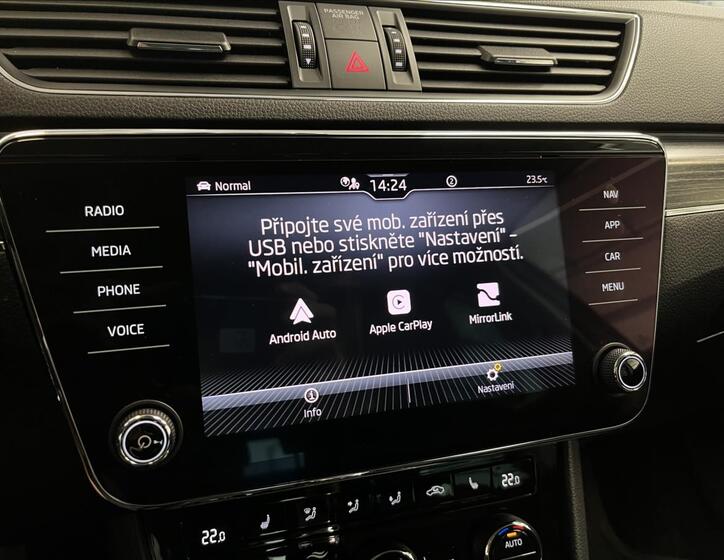 PASSENGER
AIR BAG
Normal
14:24
2
23.5°C
RADIO
MEDIA
PHONE
VOICE
Připojte své mob. zařízení přes
USB nebo stiskněte "Nastavení" -
"Mobil. zařízení" pro více možností.
Android Auto
Apple CarPlay
MirrorLink
Info
Nastavení
NAV
APP
CAR
MENU
22.0
22.0
AUTO